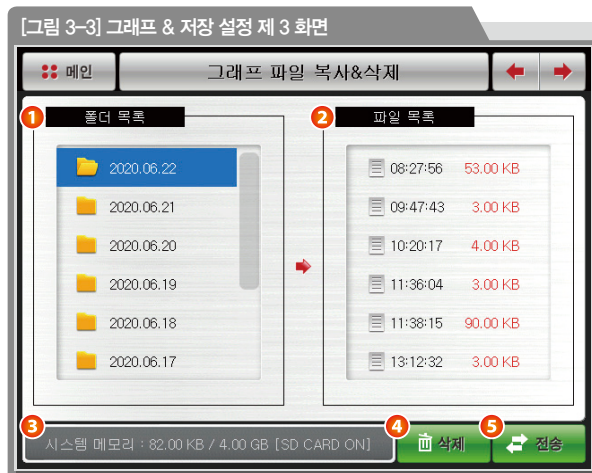 [그림 3-3] 그래프 & 저장 설정 제 3 화면
메인
그래프 파일 복사&삭제
1 폴더 목록
2020.06.22
2020.06.21
2020.06.20
2020.06.19
2020.06.18
2020.06.17
2 파일 목록
08:27:56 53.00 KB
09:47:43 3.00 KB
10:20:17 4.00 KB
11:36:04 3.00 KB
11:38:15 90.00 KB
13:12:32 3.00 KB
3 시스템 메모리 : 82.00 KB / 4.00 GB [SD CARD ON]
4 삭제
5 전송